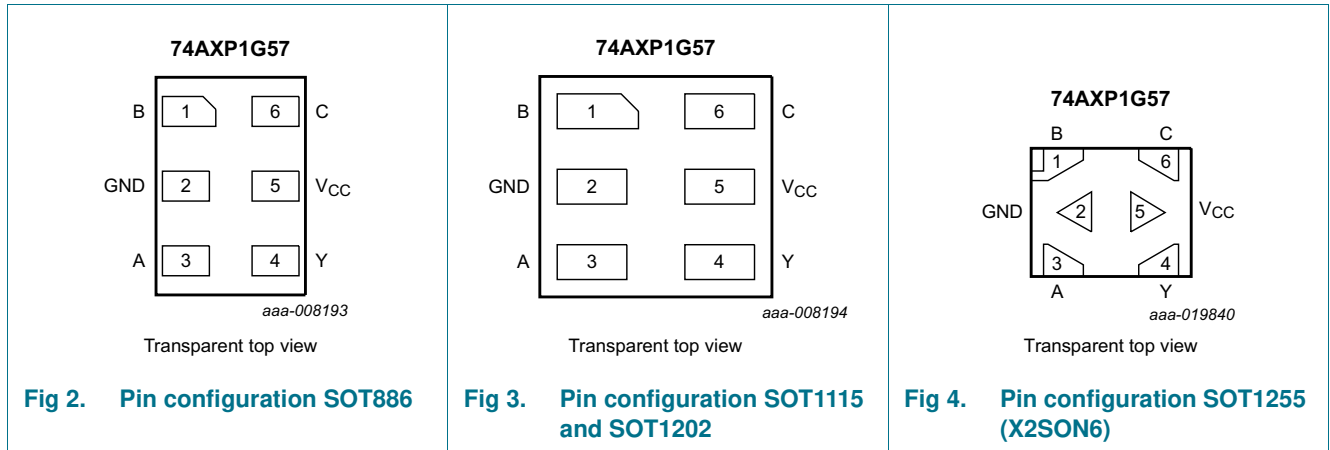 74AXP1G57
B 1 6 C
GND 2 5 VCC
A 3 4 Y
aaa-008193
Transparent top view
Fig 2. Pin configuration SOT886
74AXP1G57
B 1 6 C
GND 2 5 VCC
A 3 4 Y
aaa-008194
Transparent top view
Fig 3. Pin configuration SOT1115
and SOT1202
74AXP1G57
B C
1 6
GND 2 5 VCC
3 4
A Y
aaa-019840
Transparent top view
Fig 4. Pin configuration SOT1255
(X2SON6)